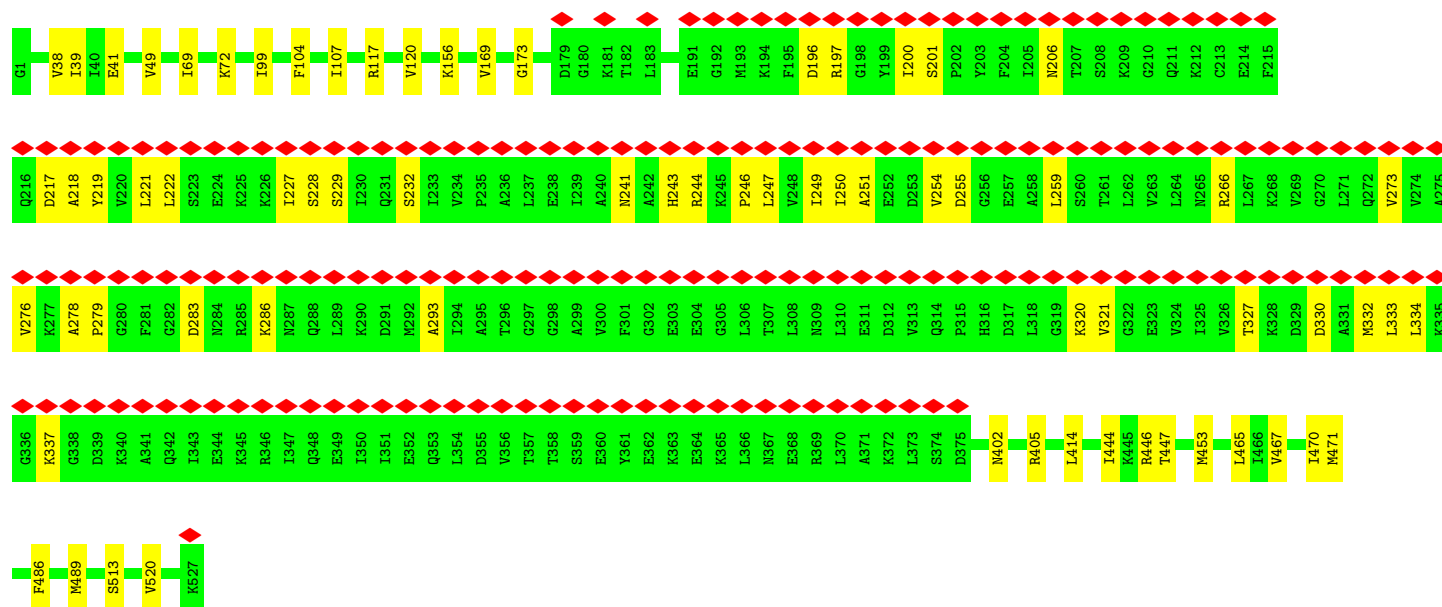 G1 V38 I39 I40 E41 V49 I69 K72 I99 F104 I107 R117 V120 K156 V169 G173 D179 G180 K181 T182 L183 E191 G192 M193 K194 F195 D196 R197 G198 Y199 I200 S201 P202 Y203 F204 I205 N206 T207 S208 K209 G210 Q211 K212 C213 E214 F215
Q216 D217 A218 Y219 V220 L221 L222 S223 E224 K225 K226 I227 S228 S229 I230 Q231 S232 I233 V234 P235 A236 L237 E238 I239 A240 N241 A242 H243 R244 K245 P246 L247 V248 I249 I250 A251 E252 D253 V254 D255 G256 E257 A258 L259 S260 T261 L262 V263 L264 N265 R266 L267 K268 V269 G270 L271 Q272 V273 V274 A275
V276 K277 A278 P279 G280 F281 G282 D283 N284 R285 K286 N287 Q288 L289 K290 D291 M292 A293 I294 A295 T296 G297 G298 A299 V300 F301 G302 E303 E304 G305 L306 T307 L308 N309 L310 E311 D312 V313 Q314 P315 H316 D317 L318 G319 K320 V321 G322 E323 V324 I325 V326 T327 K328 D329 D330 A331 M332 L333 L334 K335
G336 K337 G338 D339 K340 A341 Q342 I343 E344 K345 R346 I347 Q348 E349 I350 I351 E352 Q353 L354 D355 V356 T357 T358 S359 E360 Y361 E362 K363 E364 K365 L366 N367 E368 R369 L370 A371 K372 L373 S374 D375 N402 R405 L414 I444 K445 R446 T447 M453 L465 I466 V467 I470 M471
F486 M489 S513 V520 K527